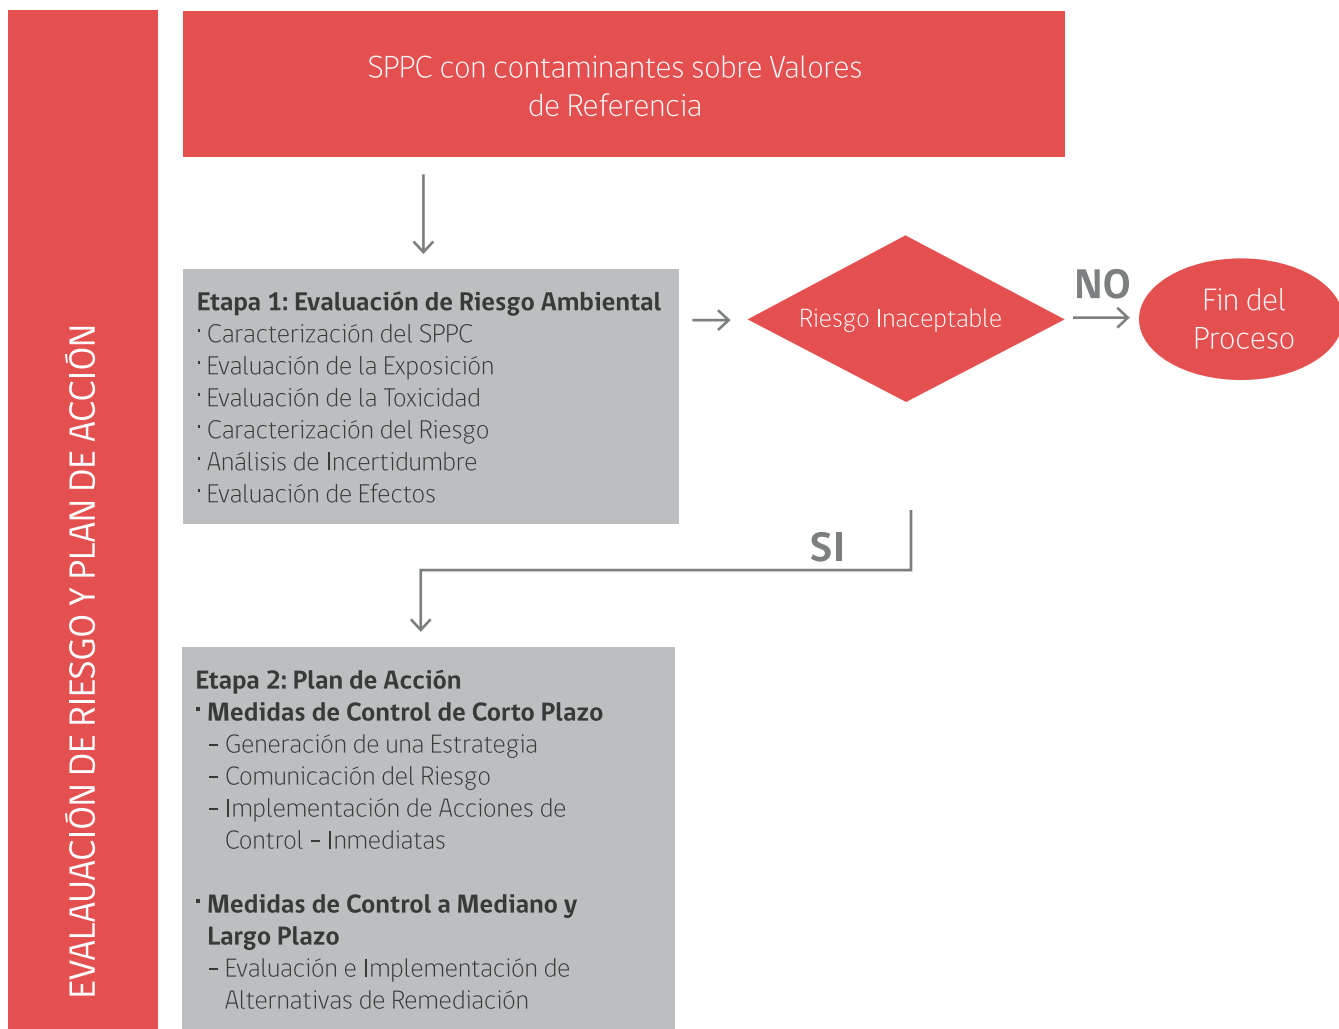 EVALAUACIÓN DE RIESGO Y PLAN DE ACCIÓN
SPPC con contaminantes sobre Valores
de Referencia
Etapa 1: Evaluación de Riesgo Ambiental
· Caracterización del SPPC
· Evaluación de la Exposición
· Evaluación de la Toxicidad
· Caracterización del Riesgo
· Análisis de Incertidumbre
· Evaluación de Efectos
Riesgo Inaceptable
NO
Fin del
Proceso
SI
Etapa 2: Plan de Acción
· Medidas de Control de Corto Plazo
– Generación de una Estrategia
– Comunicación del Riesgo
– Implementación de Acciones de
Control – Inmediatas
· Medidas de Control a Mediano y
Largo Plazo
– Evaluación e Implementación de
Alternativas de Remediación